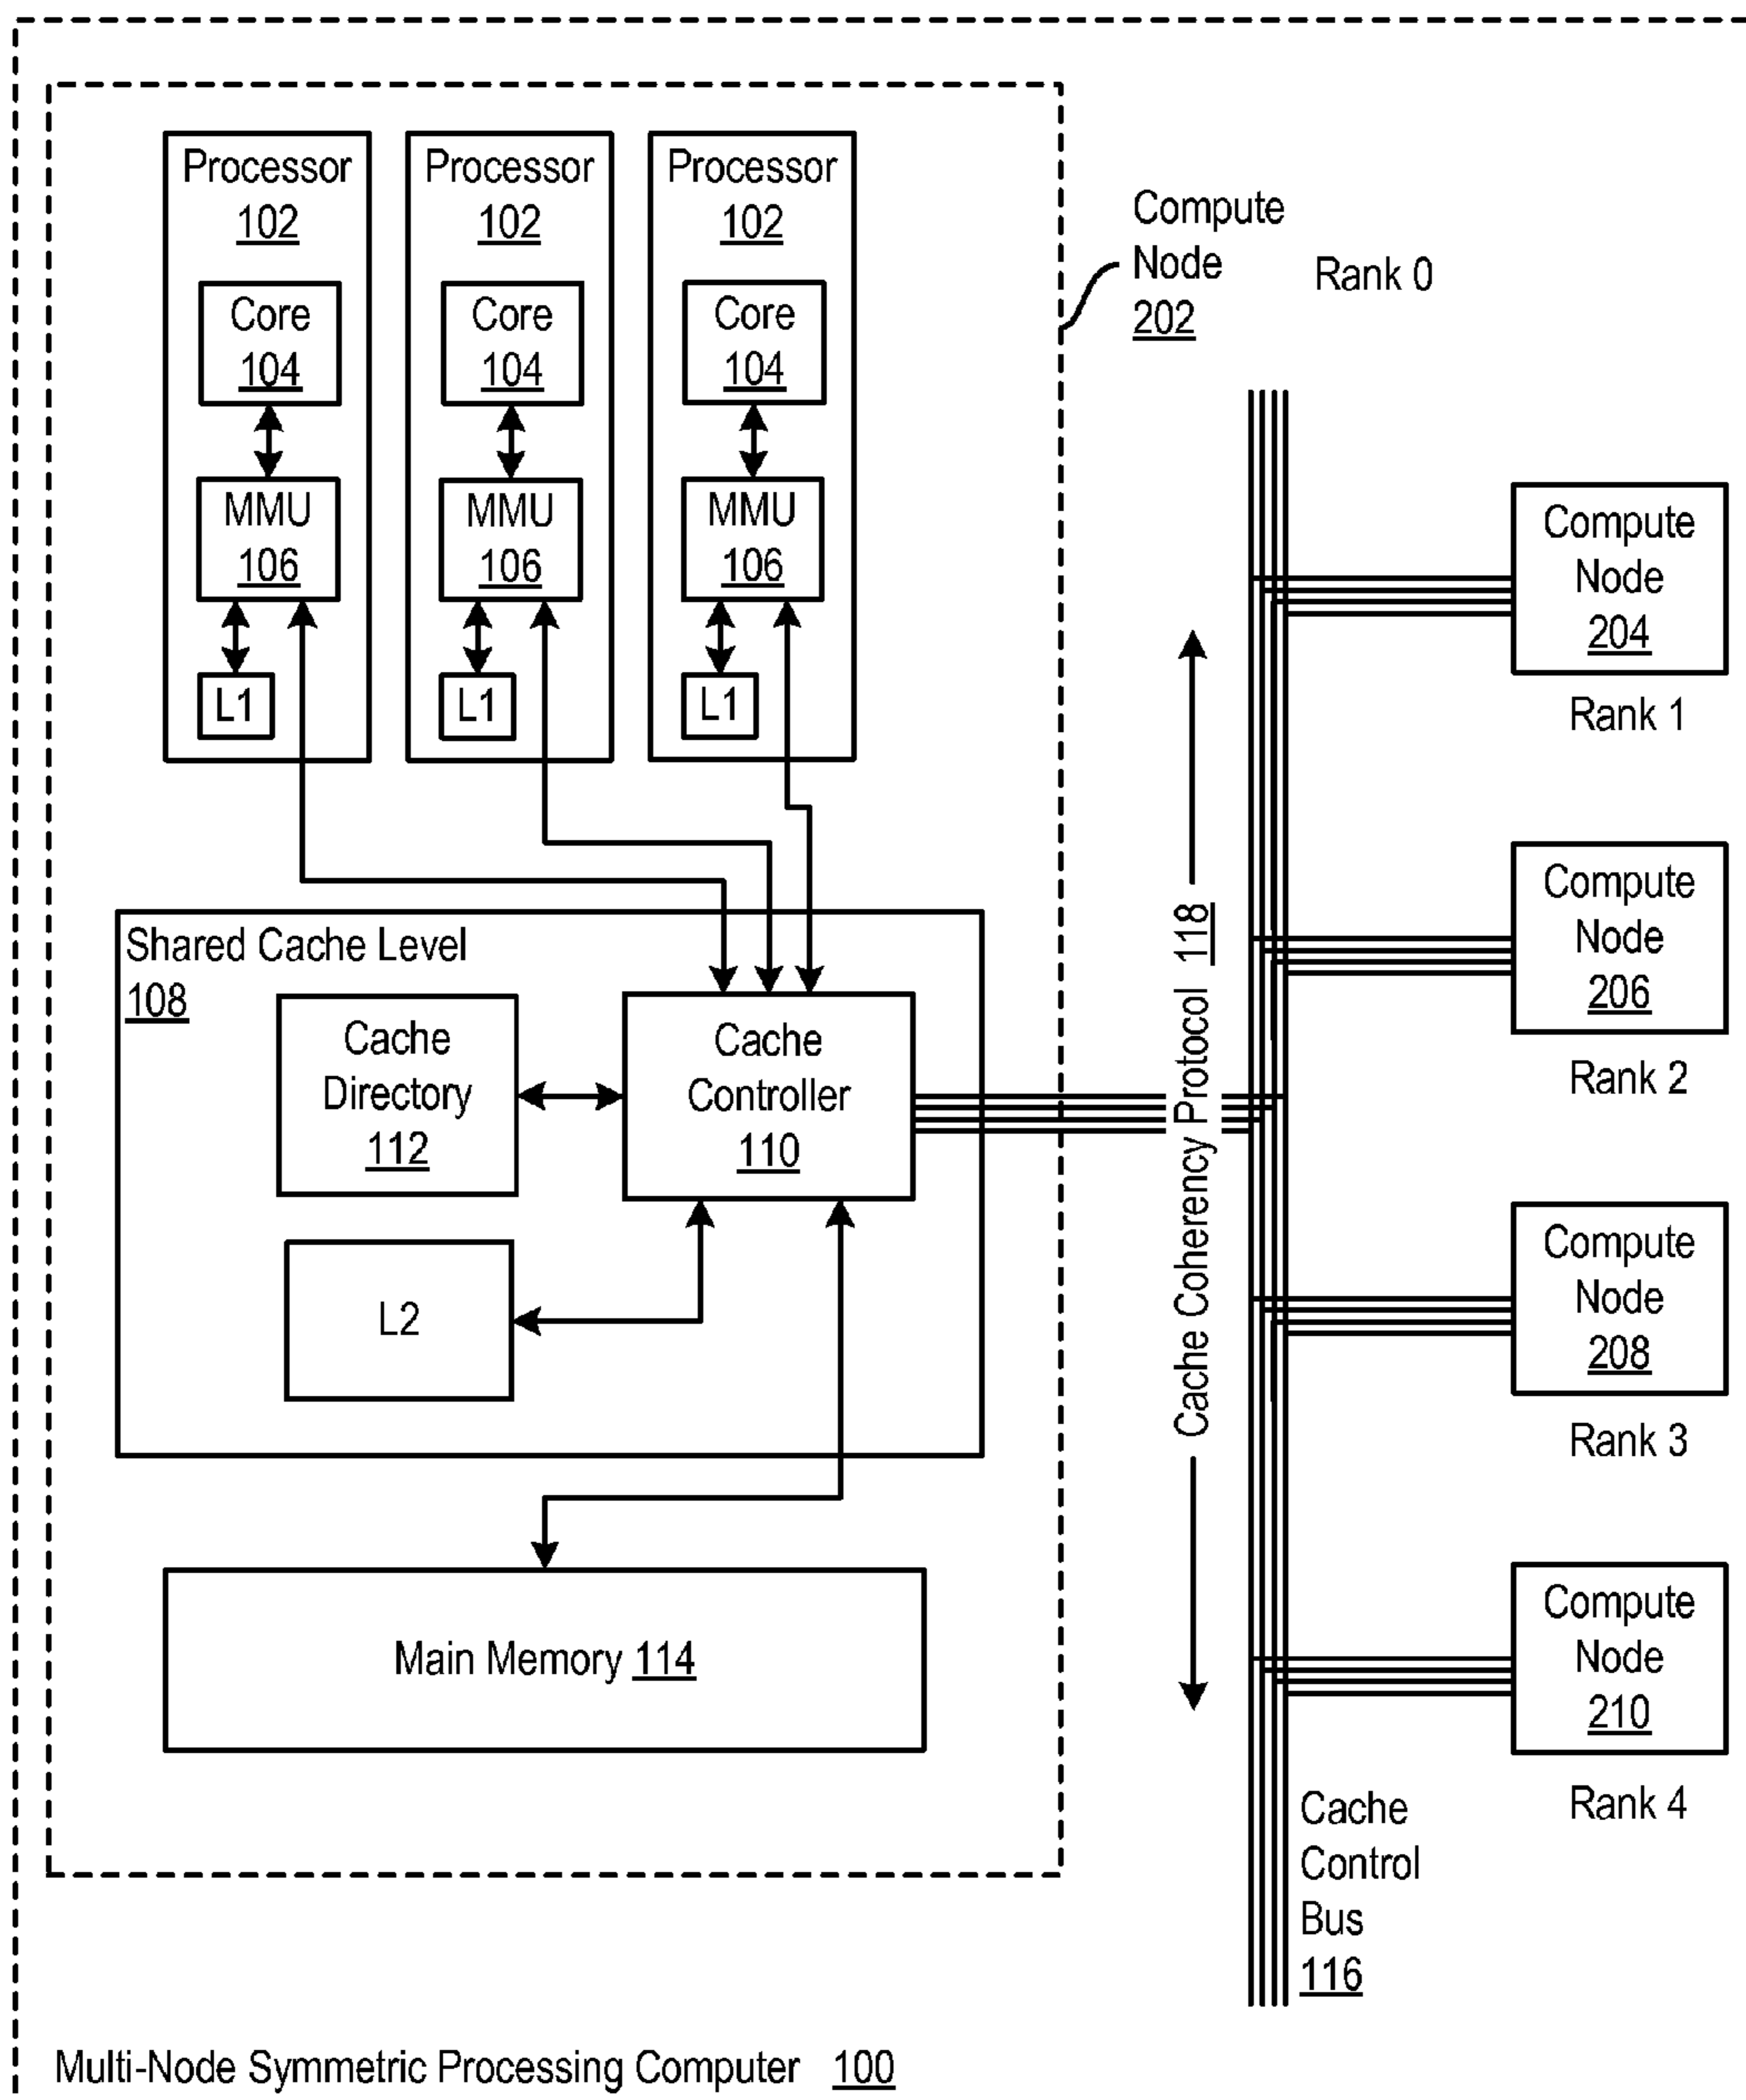 Processor
102
Core
104
MMU
106
L1
Processor
102
Core
104
MMU
106
L1
Processor
102
Core
104
MMU
106
L1
Compute
Node
202
Rank 0
Shared Cache Level
108
Cache
Directory
112
Cache
Controller
110
L2
Main Memory 114
Cache Coherency Protocol 118
Compute
Node
204
Rank 1
Compute
Node
206
Rank 2
Compute
Node
208
Rank 3
Compute
Node
210
Rank 4
Cache
Control
Bus
116
Multi-Node Symmetric Processing Computer 100